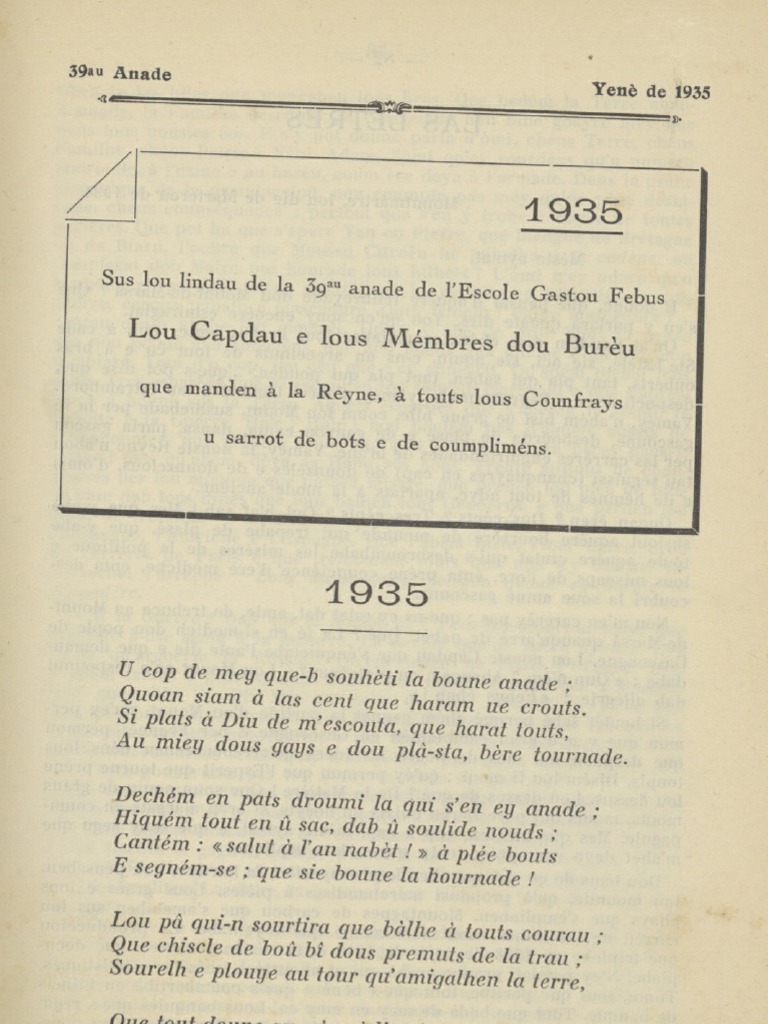 39au Anade
Yenè de 1935
1935
Sus lou lindau de la 39au anade de l'Escole Gastou Febus
Lou Capdau e lous Mémbres dou Burèu
que manden à la Reyne, à touts lous Counfrays
u sarrot de bots e de coumpliméns.
1935
U cop de mey que-b souhèti la boune anade ;
Quoan siam à las cent que haram ue crouts.
Si plats à Diu de m'escouta, que harat touts,
Au miey dous gays e dou plà-sta, bère tournade.
Dechém en pats droumi la qui s'en ey anade ;
Hiquém tout en û sac, dab û soulide nouds ;
Cantém : « salut à l'an nabèt ! » à plée bouts
E segném-se ; que sie boune la hournade !
Lou pâ qui-n sourtira que bàlhe à touts courau ;
Que chiscle de boû bî dous premuts de la trau ;
Sourelh e plouye au tour qu'amigalhen la terre,
Que tout